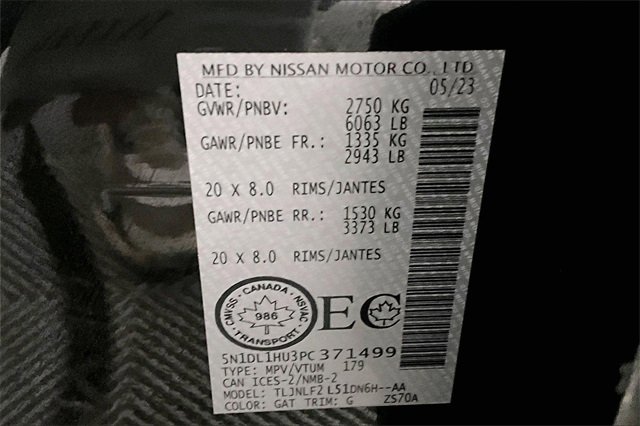 MFD BY NISSAN MOTOR CO., LTD
DATE: 05/23
GVWR/PNBV: 2750 KG
6063 LB
GAWR/PNBE FR.: 1335 KG
2943 LB
20 X 8.0 RIMS/JANTES
GAWR/PNBE RR.: 1530 KG
3373 LB
20 X 8.0 RIMS/JANTES
CANADA
CMVSS 986 NSVAC
TRANSPORT
EC
5N1DL1HU3PC371499
TYPE: MPV/VTUM 179
CAN ICES-2/NMB-2
MODEL: TLJNLF2 L51DN6H--AA
COLOR: GAT TRIM: G ZS70A